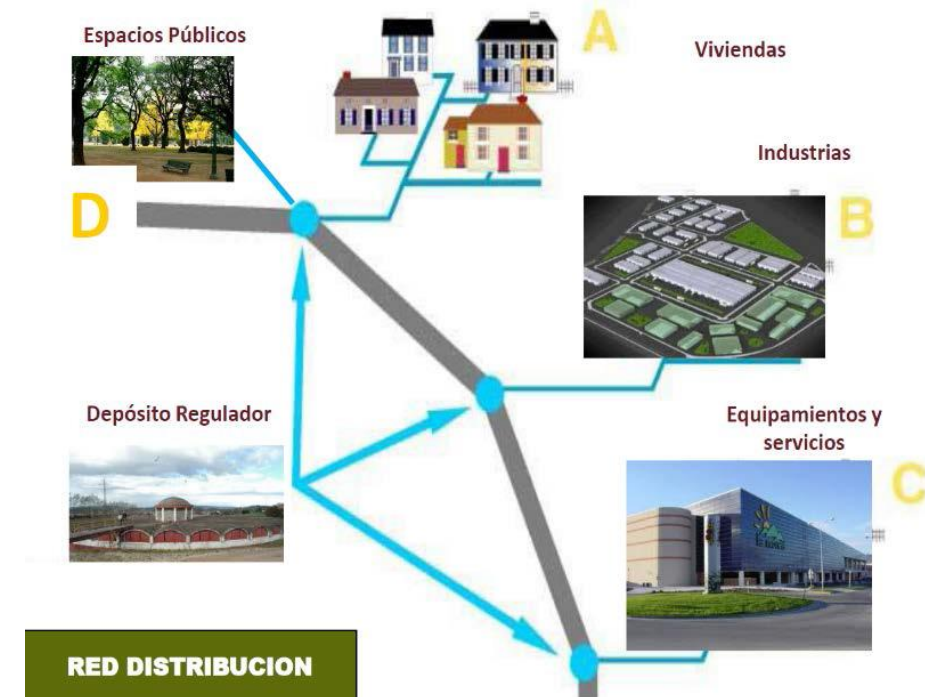 Espacios Públicos
A
Viviendas
Industrias
D
B
Depósito Regulador
Equipamientos y
servicios
C
RED DISTRIBUCION